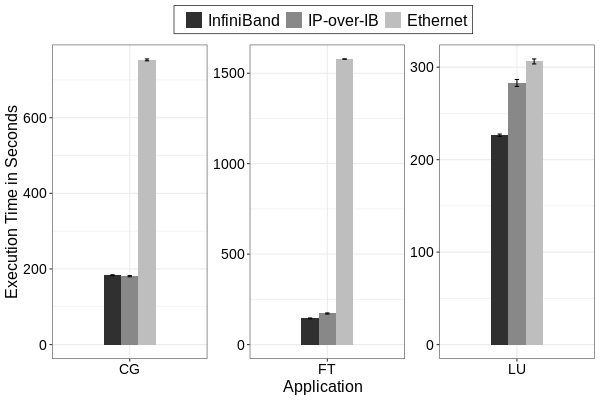 InfiniBand IP-over-IB Ethernet
Execution Time in Seconds
600
400
200
0
CG
1500
1000
500
0
FT
300
200
100
0
LU
Application